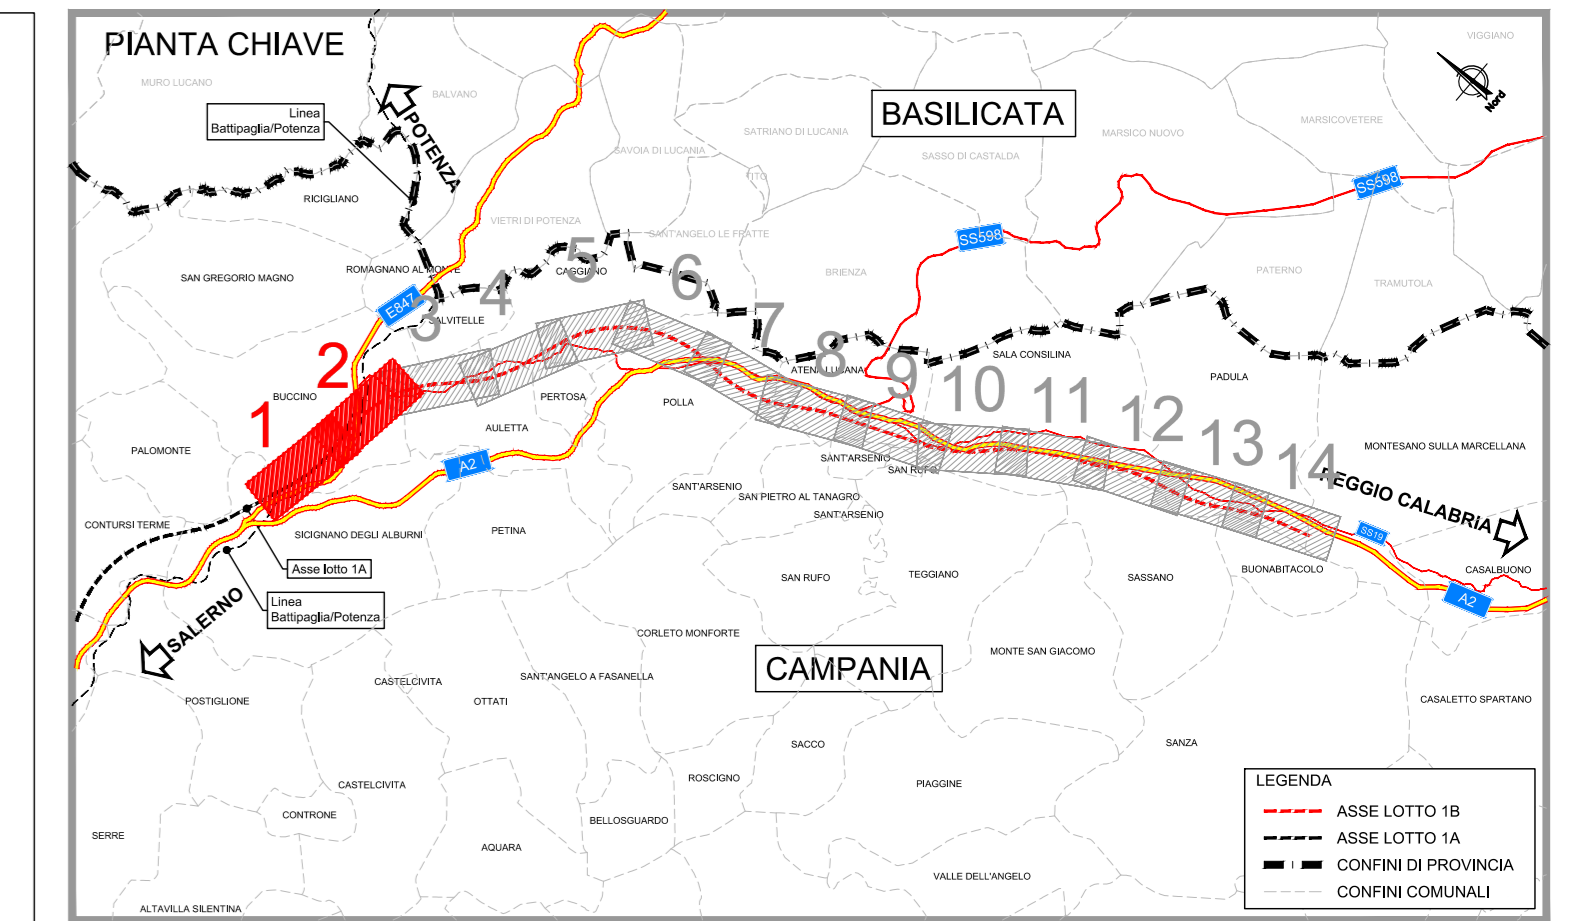 PIANTA CHIAVE
VIGGIANO
MURO LUCANO
BALVANO
Linea
Battipaglia/Potenza
POTENZA
BASILICATA
Nord
SATRIANO DI LUCANIA
MARSICO NUOVO
MARSICOVETERE
SAVOIA DI LUCANIA
SASSO DI CASTALDA
TITO
SS598
RICIGLIANO
VIETRI DI POTENZA
SANT'ANGELO LE FRATTE
SS598
SAN GREGORIO MAGNO
ROMAGNANO AL MONTE
CAGGIANO
BRIENZA
PATERNO
TRAMUTOLA
E847
SALVITELLE
3
4
5
6
7
8
9
10
11
12
13
14
2
1
SALA CONSILINA
ATENA LUCANA
PADULA
BUCCINO
PERTOSA
POLLA
AULETTA
PALOMONTE
A2
SANT'ARSENIO
SAN RUFO
MONTESANO SULLA MARCELLANA
REGGIO CALABRiA
SANT'ARSENIO
SAN PIETRO AL TANAGRO
SANT'ARSENIO
CONTURSI TERME
SICIGNANO DEGLI ALBURNI
PETINA
SS19
Asse lotto 1A
SAN RUFO
TEGGIANO
SASSANO
BUONABITACOLO
CASALBUONO
A2
Linea
Battipaglia/Potenza
SALERNO
CORLETO MONFORTE
CAMPANIA
MONTE SAN GIACOMO
CASTELCIVITA
SANT'ANGELO A FASANELLA
POSTIGLIONE
OTTATI
CASALETTO SPARTANO
SACCO
SANZA
ROSCIGNO
PIAGGINE
CASTELCIVITA
CONTRONE
BELLOSGUARDO
SERRE
AQUARA
VALLE DELL'ANGELO
ALTAVILLA SILENTINA
LEGENDA
ASSE LOTTO 1B
ASSE LOTTO 1A
CONFINI DI PROVINCIA
CONFINI COMUNALI